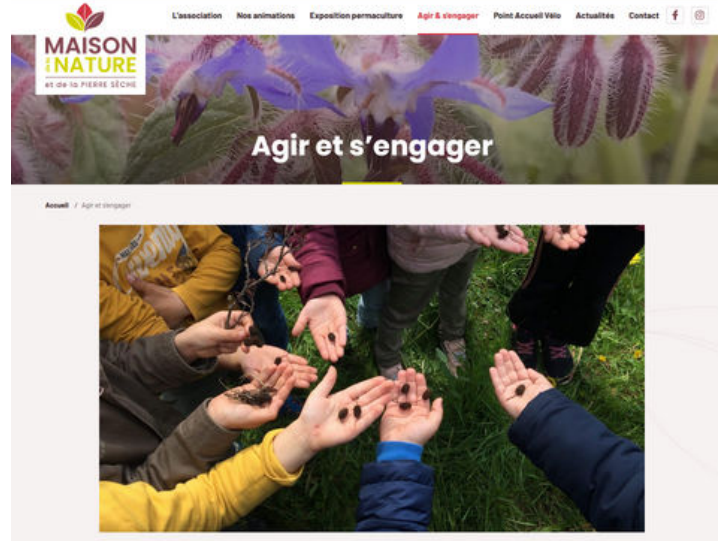 L'association Nos animations Exposition permaculture Agir & s'engager Point Accueil Vélo Actualités Contact
MAISON
NATURE
et de la PIERRE SÈCHE
Agir et s'engager
Accueil / Agir et s'engager